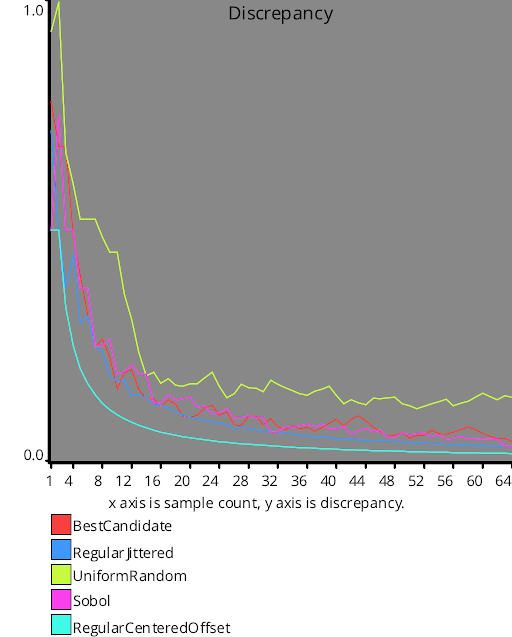 Discrepancy
1.0
0.0
1 4 8 12 16 20 24 28 32 36 40 44 48 52 56 60 64
x axis is sample count, y axis is discrepancy.
BestCandidate
RegularJittered
UniformRandom
Sobol
RegularCenteredOffset